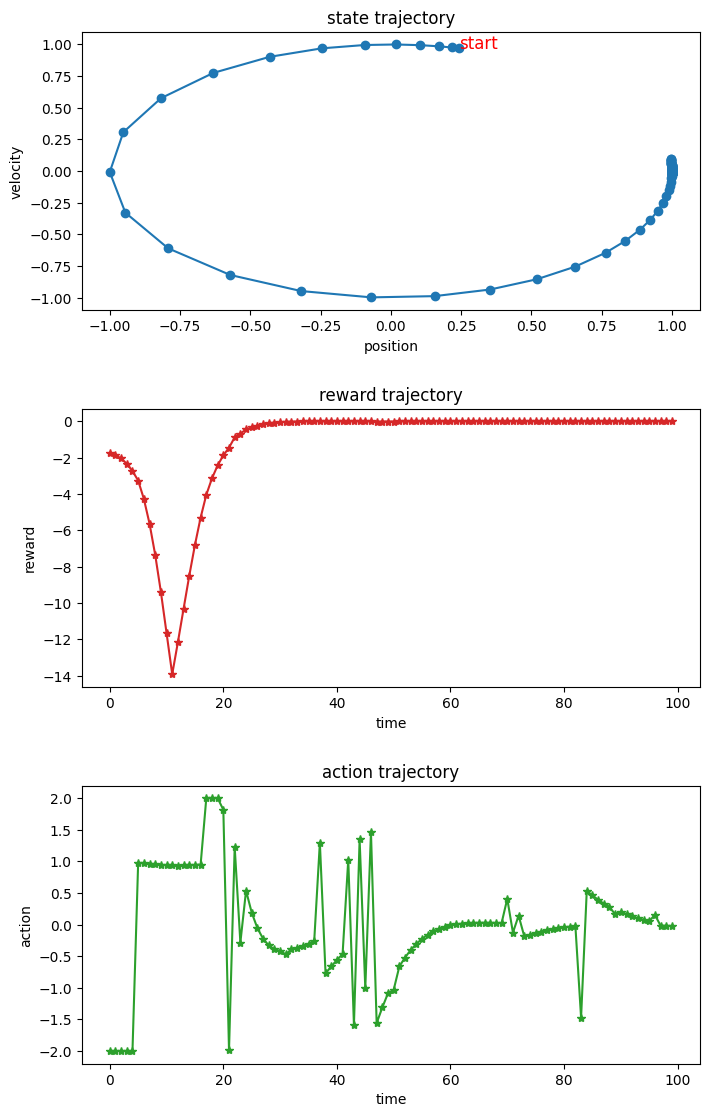 state trajectory
start
1.00
0.75
0.50
0.25
0.00
−0.25
−0.50
−0.75
−1.00
velocity
−1.00 −0.75 −0.50 −0.25 0.00 0.25 0.50 0.75 1.00
position
reward trajectory
0
−2
−4
−6
−8
−10
−12
−14
reward
0 20 40 60 80 100
time
action trajectory
2.0
1.5
1.0
0.5
0.0
−0.5
−1.0
−1.5
−2.0
action
0 20 40 60 80 100
time